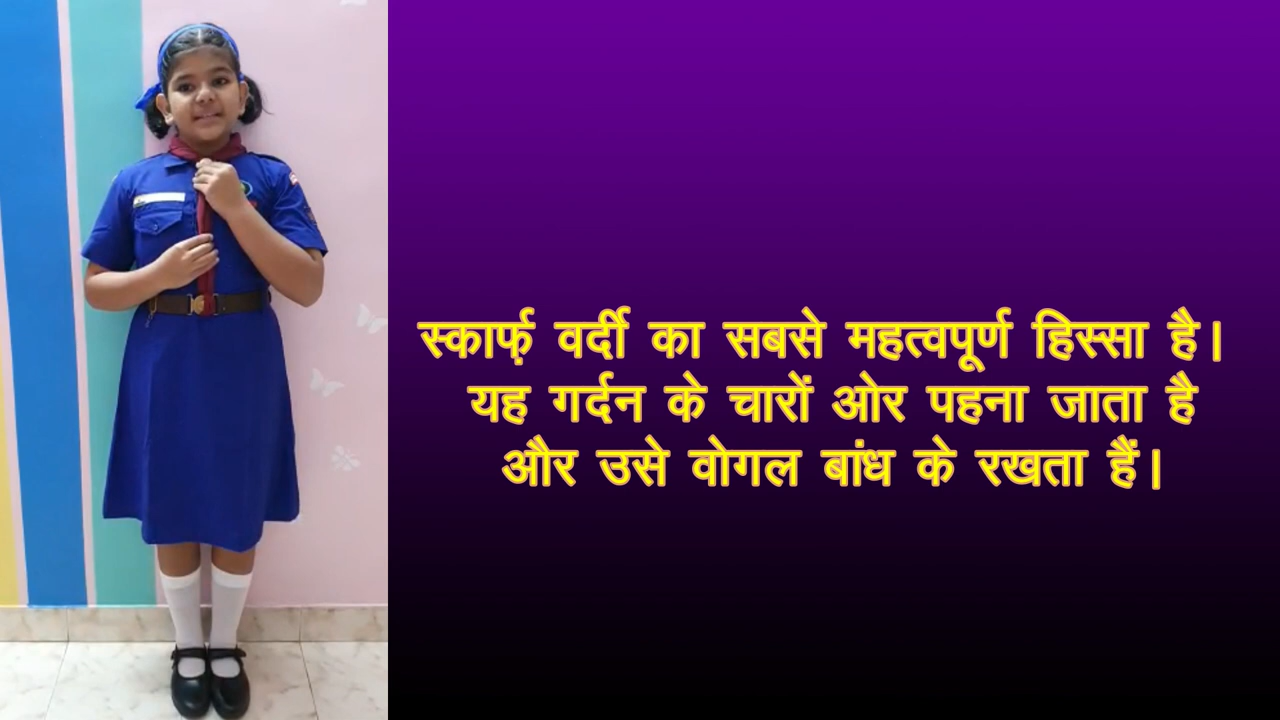 स्कार्फ़ वर्दी का सबसे महत्वपूर्ण हिस्सा है।
यह गर्दन के चारों ओर पहना जाता है
और उसे वोगल बांध के रखता हैं।